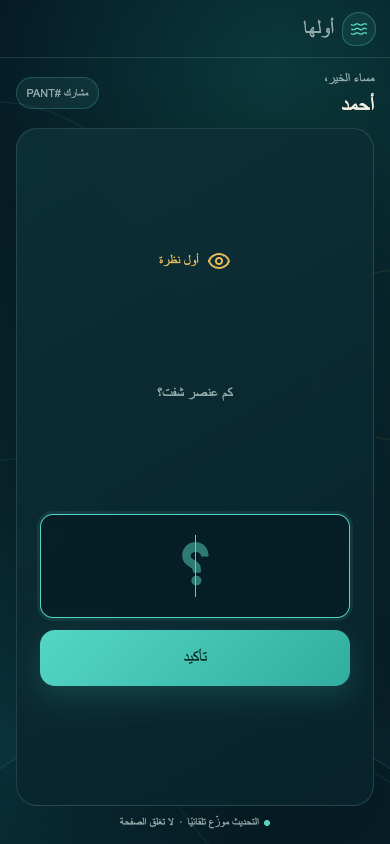 أولها
مساء الخير،
أحمد
مشارك #PANT
أول نظرة
كم عنصر شفت؟
؟
تأكيد
التحديث موزّع تلقائيًا · لا تغلق الصفحة